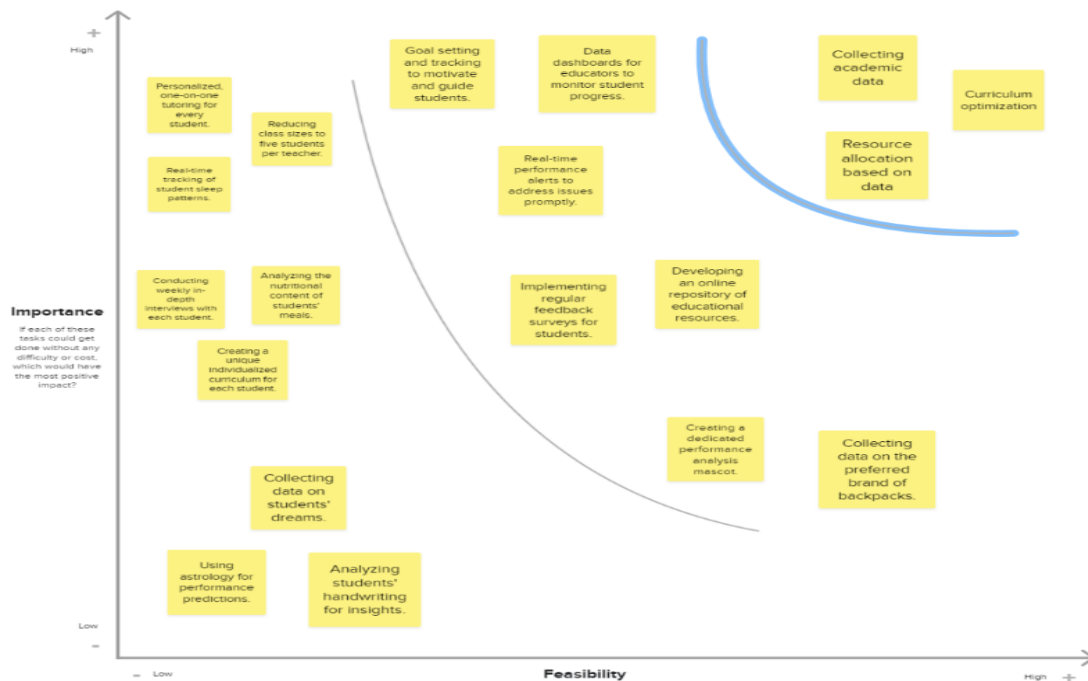 +
High
Goal setting
and tracking
to motivate
and guide
students.
Data
dashboards for
educators to
monitor student
progress.
Collecting
academic
data
Curriculum
optimization
Personalized,
one-on-one
tutoring for
every
student.
Reducing
class sizes to
five students
per teacher.
Resource
allocation
based on
data
Real-time
tracking of
student sleep
patterns.
Real-time
performance
alerts to
address issues
promptly.
Conducting
weekly in-
depth
interviews with
each student.
Analyzing the
nutritional
content of
students'
meals.
Implementing
regular
feedback
surveys for
students.
Developing
an online
repository of
educational
resources.
Importance
If each of these
tasks could get
done without any
difficulty or cost,
which would have
the most positive
impact?
Creating a
unique
individualized
curriculum for
each student.
Creating a
dedicated
performance
analysis
mascot.
Collecting
data on the
preferred
brand of
backpacks.
Collecting
data on
students'
dreams.
Using
astrology for
performance
predictions.
Analyzing
students'
handwriting
for insights.
Low
-
- Low
Feasibility
High +